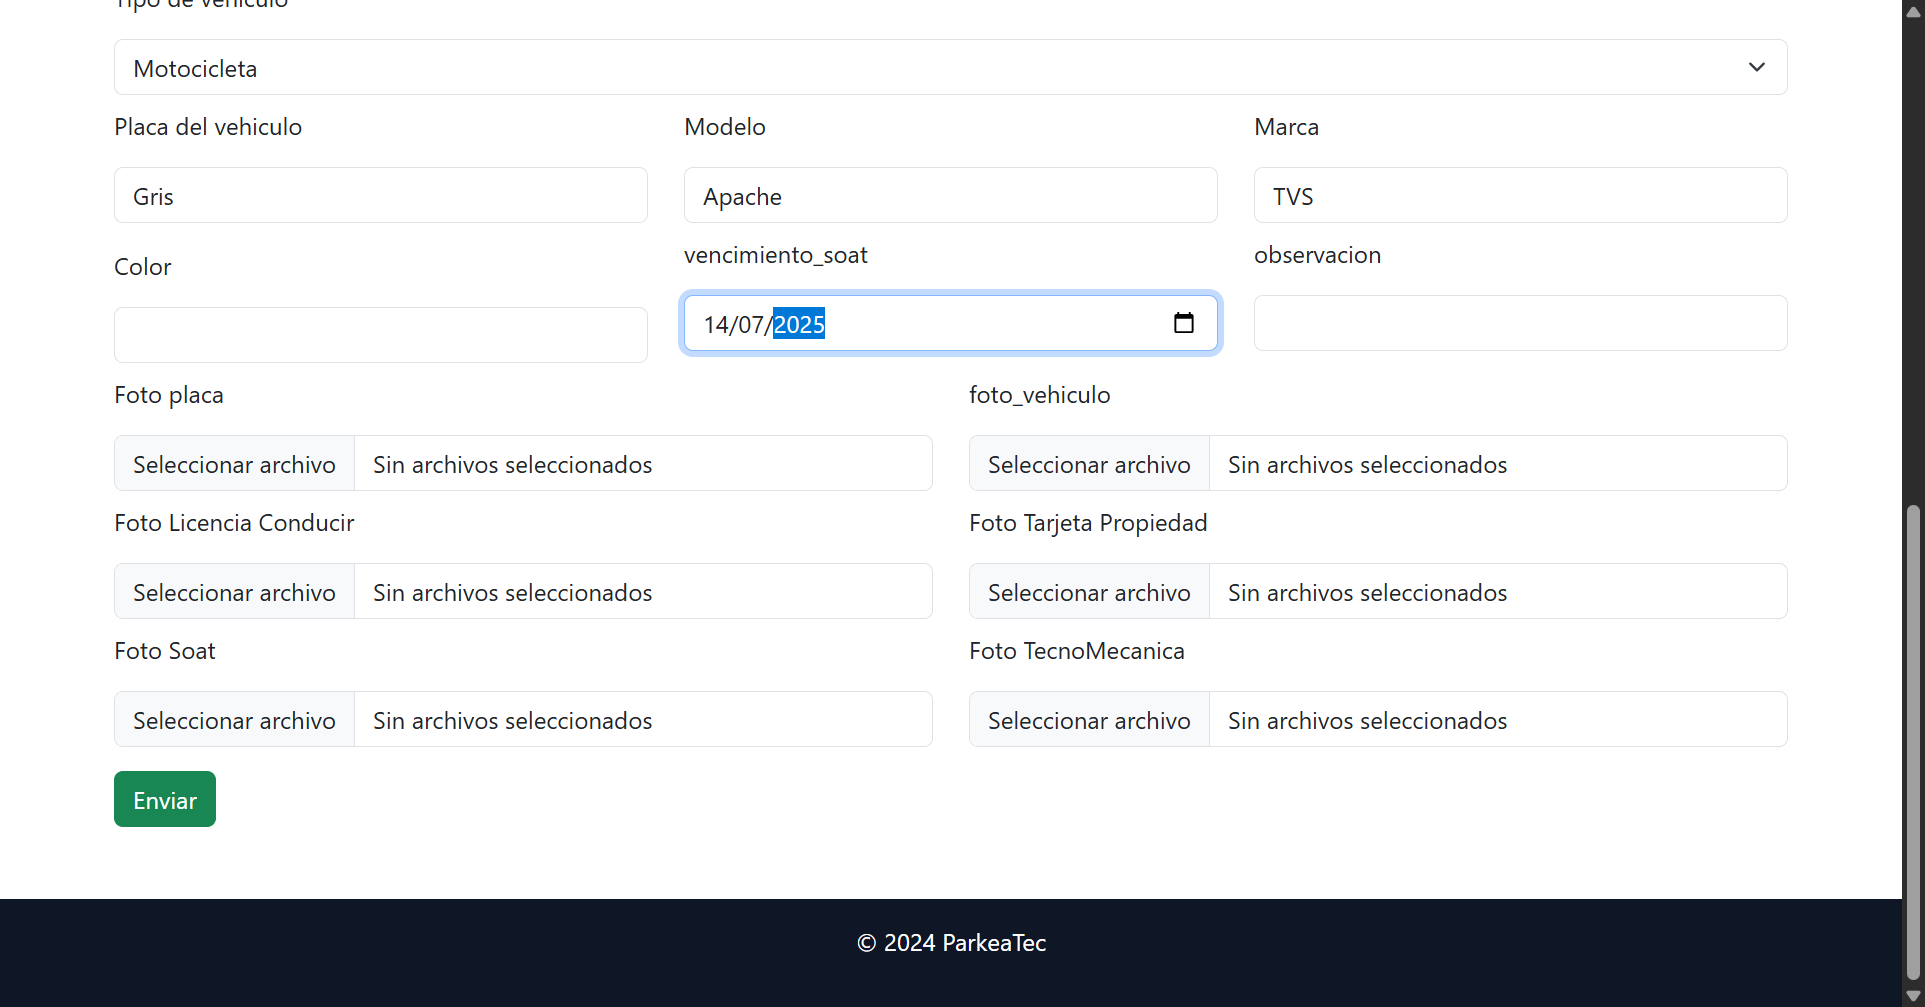 Tipo de vehiculo
Motocicleta
Placa del vehiculo
Modelo
Marca
Gris
Apache
TVS
Color
vencimiento_soat
observacion
14/07/2025
Foto placa
foto_vehiculo
Seleccionar archivo Sin archivos seleccionados
Seleccionar archivo Sin archivos seleccionados
Foto Licencia Conducir
Foto Tarjeta Propiedad
Seleccionar archivo Sin archivos seleccionados
Seleccionar archivo Sin archivos seleccionados
Foto Soat
Foto TecnoMecanica
Seleccionar archivo Sin archivos seleccionados
Seleccionar archivo Sin archivos seleccionados
Enviar
© 2024 ParkeaTec